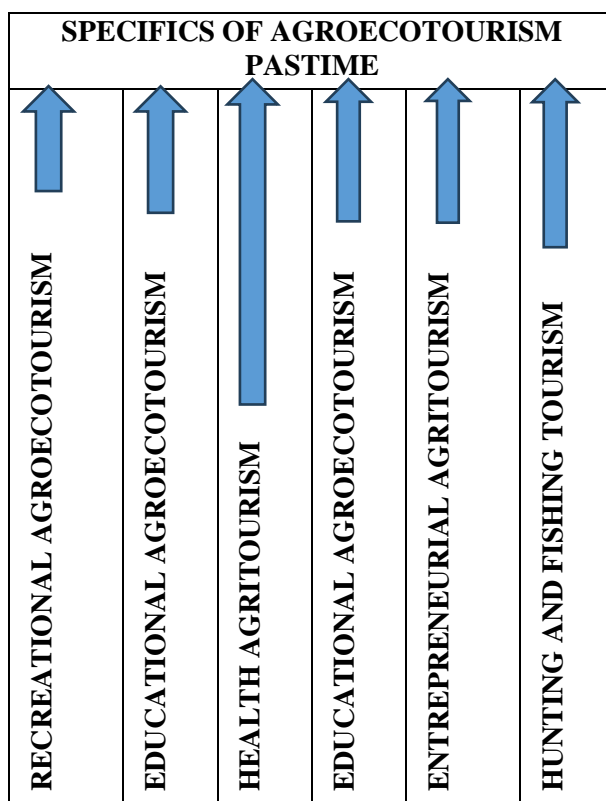 SPECIFICS OF AGROECOTOURISM
PASTIME
RECREATIONAL AGROECOTOURISM
EDUCATIONAL AGROECOTOURISM
HEALTH AGRITOURISM
EDUCATIONAL AGROECOTOURISM
ENTREPRENEURIAL AGRITOURISM
HUNTING AND FISHING TOURISM